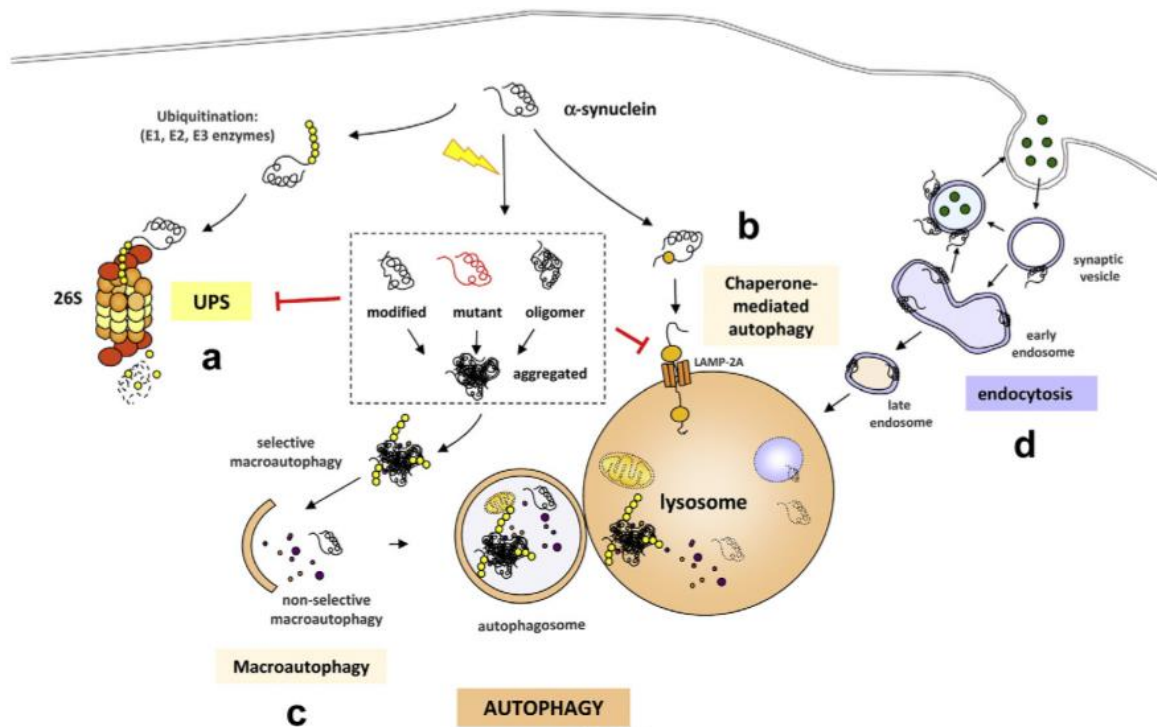 α-synuclein
Ubiquitination:
(E1, E2, E3 enzymes)
26S
UPS
a
modified
mutant
oligomer
aggregated
b
Chaperone-
mediated
autophagy
LAMP-2A
synaptic
vesicle
early
endosome
late
endosome
endocytosis
d
selective
macroautophagy
non-selective
macroautophagy
autophagosome
lysosome
Macroautophagy
c
AUTOPHAGY